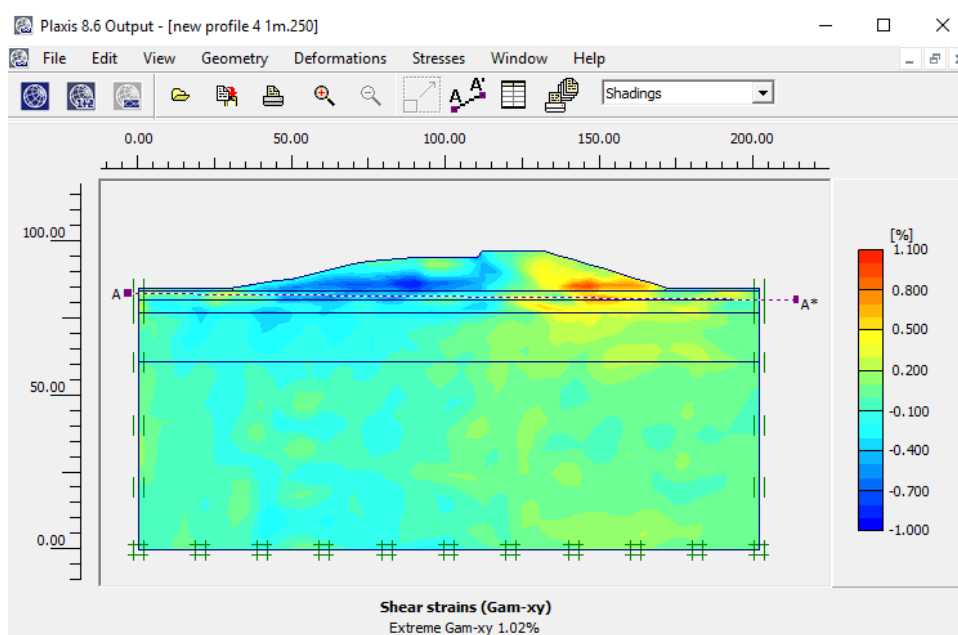 Plaxis 8.6 Output - [new profile 4 1m.250]
File Edit View Geometry Deformations Stresses Window Help
1+2 A A' Shadings
0.00 50.00 100.00 150.00 200.00
100.00
50.00
0.00
A
A*
[%]
1.100
0.800
0.500
0.200
-0.100
-0.400
-0.700
-1.000
Shear strains (Gam-xy)
Extreme Gam-xy 1.02%